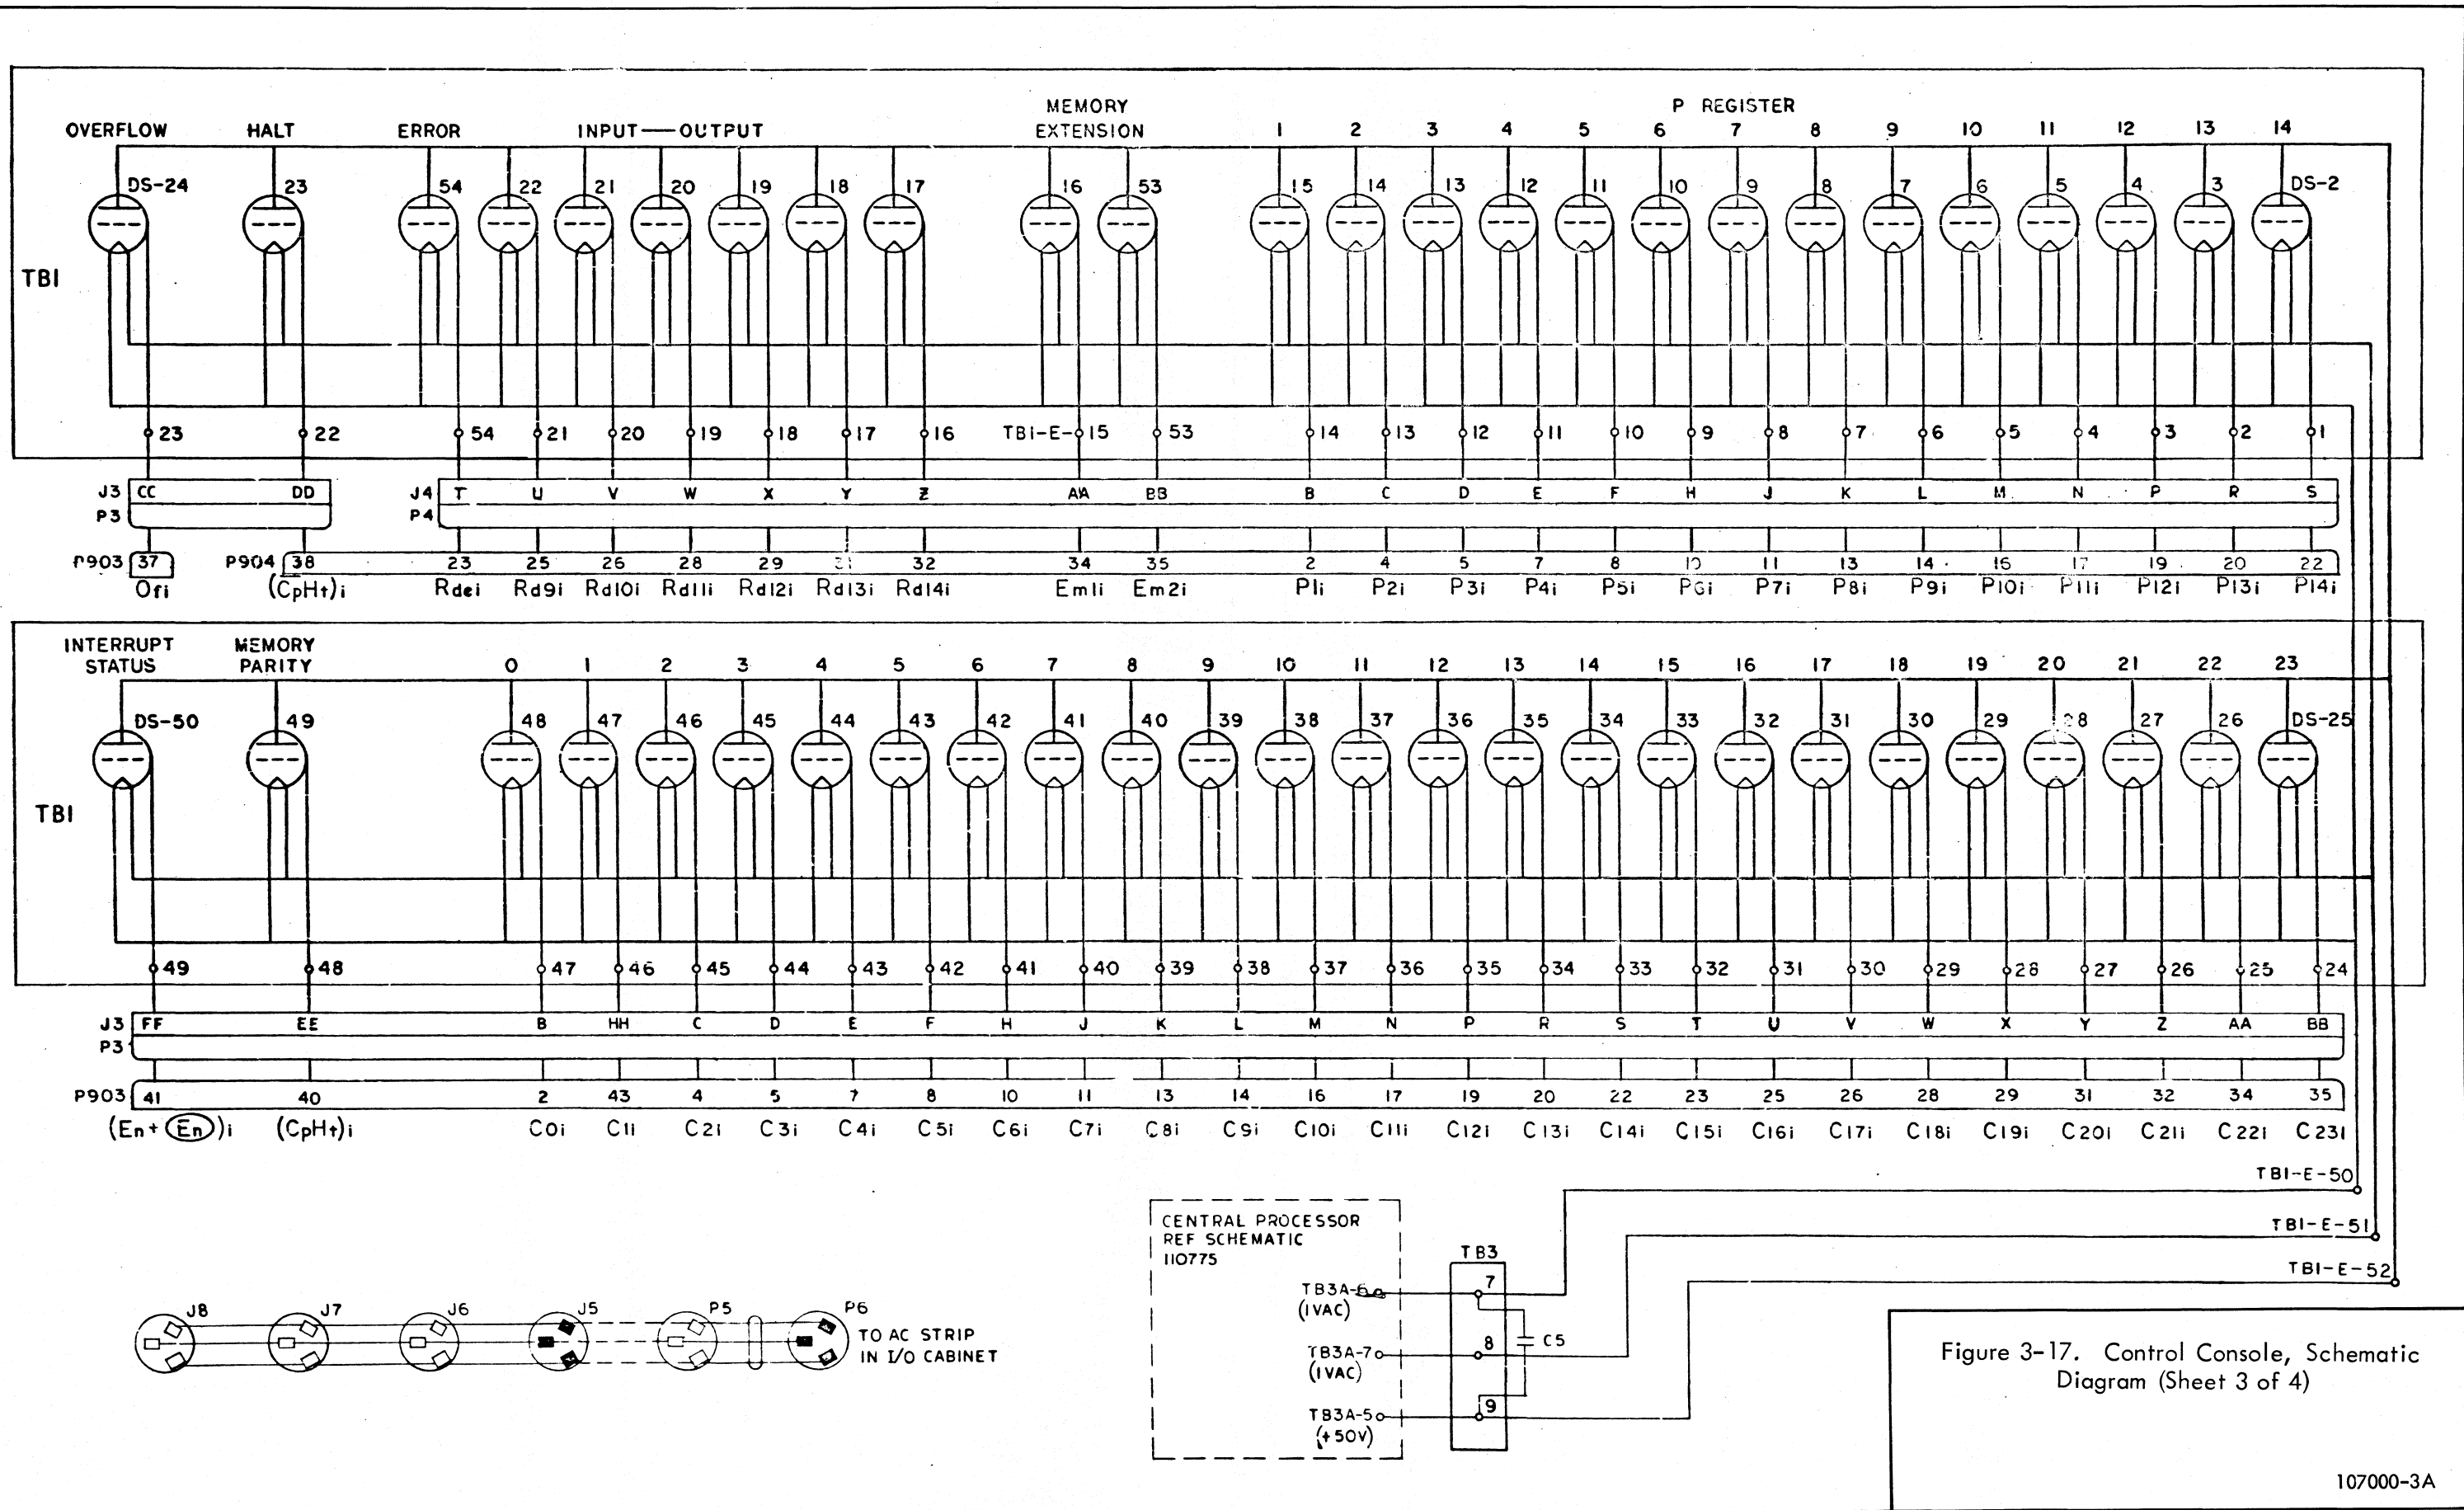 MEMORY P REGISTER
OVERFLOW HALT ERROR INPUT — OUTPUT EXTENSION 1 2 3 4 5 6 7 8 9 10 11 12 13 14
DS-24 23 54 22 21 20 19 18 17 16 53 15 14 13 12 11 10 9 8 7 6 5 4 3 DS-2
TB1
23 22 54 21 20 19 18 17 16 TB1-E- 15 53 14 13 12 11 10 9 8 7 6 5 4 3 2 1
J3 CC DD J4 T U V W X Y Z AA BB B C D E F H J K L M N P R S
P3 P4
P903 37 P904 38 23 25 26 28 29 31 32 34 35 2 4 5 7 8 10 11 13 14 16 17 19 20 22
Ofi (CpHt)i Rdei Rd9i Rd10i Rd11i Rd12i Rd13i Rd14i Em1i Em2i P1i P2i P3i P4i P5i P6i P7i P8i P9i P10i P11i P12i P13i P14i
INTERRUPT MEMORY
STATUS PARITY 0 1 2 3 4 5 6 7 8 9 10 11 12 13 14 15 16 17 18 19 20 21 22 23
DS-50 49 48 47 46 45 44 43 42 41 40 39 38 37 36 35 34 33 32 31 30 29 28 27 26 DS-25
TB1
49 48 47 46 45 44 43 42 41 40 39 38 37 36 35 34 33 32 31 30 29 28 27 26 25 24
J3 FF EE B HH C D E F H J K L M N P R S T U V W X Y Z AA BB
P3
P903 41 40 2 43 4 5 7 8 10 11 13 14 16 17 19 20 22 23 25 26 28 29 31 32 34 35
(En + (En))i (CpHt)i C0i C1i C2i C3i C4i C5i C6i C7i C8i C9i C10i C11i C12i C13i C14i C15i C16i C17i C18i C19i C20i C21i C22i C23i
TB1-E-50
TB1-E-51
TB1-E-52
CENTRAL PROCESSOR
REF SCHEMATIC
110775
TB3
TB3A-6 7
(1VAC)
TB3A-7 8 C5
(1VAC)
TB3A-5 9
(+50V)
J8 J7 J6 J5 P5 P6
TO AC STRIP
IN I/O CABINET
Figure 3-17. Control Console, Schematic
Diagram (Sheet 3 of 4)
107000-3A